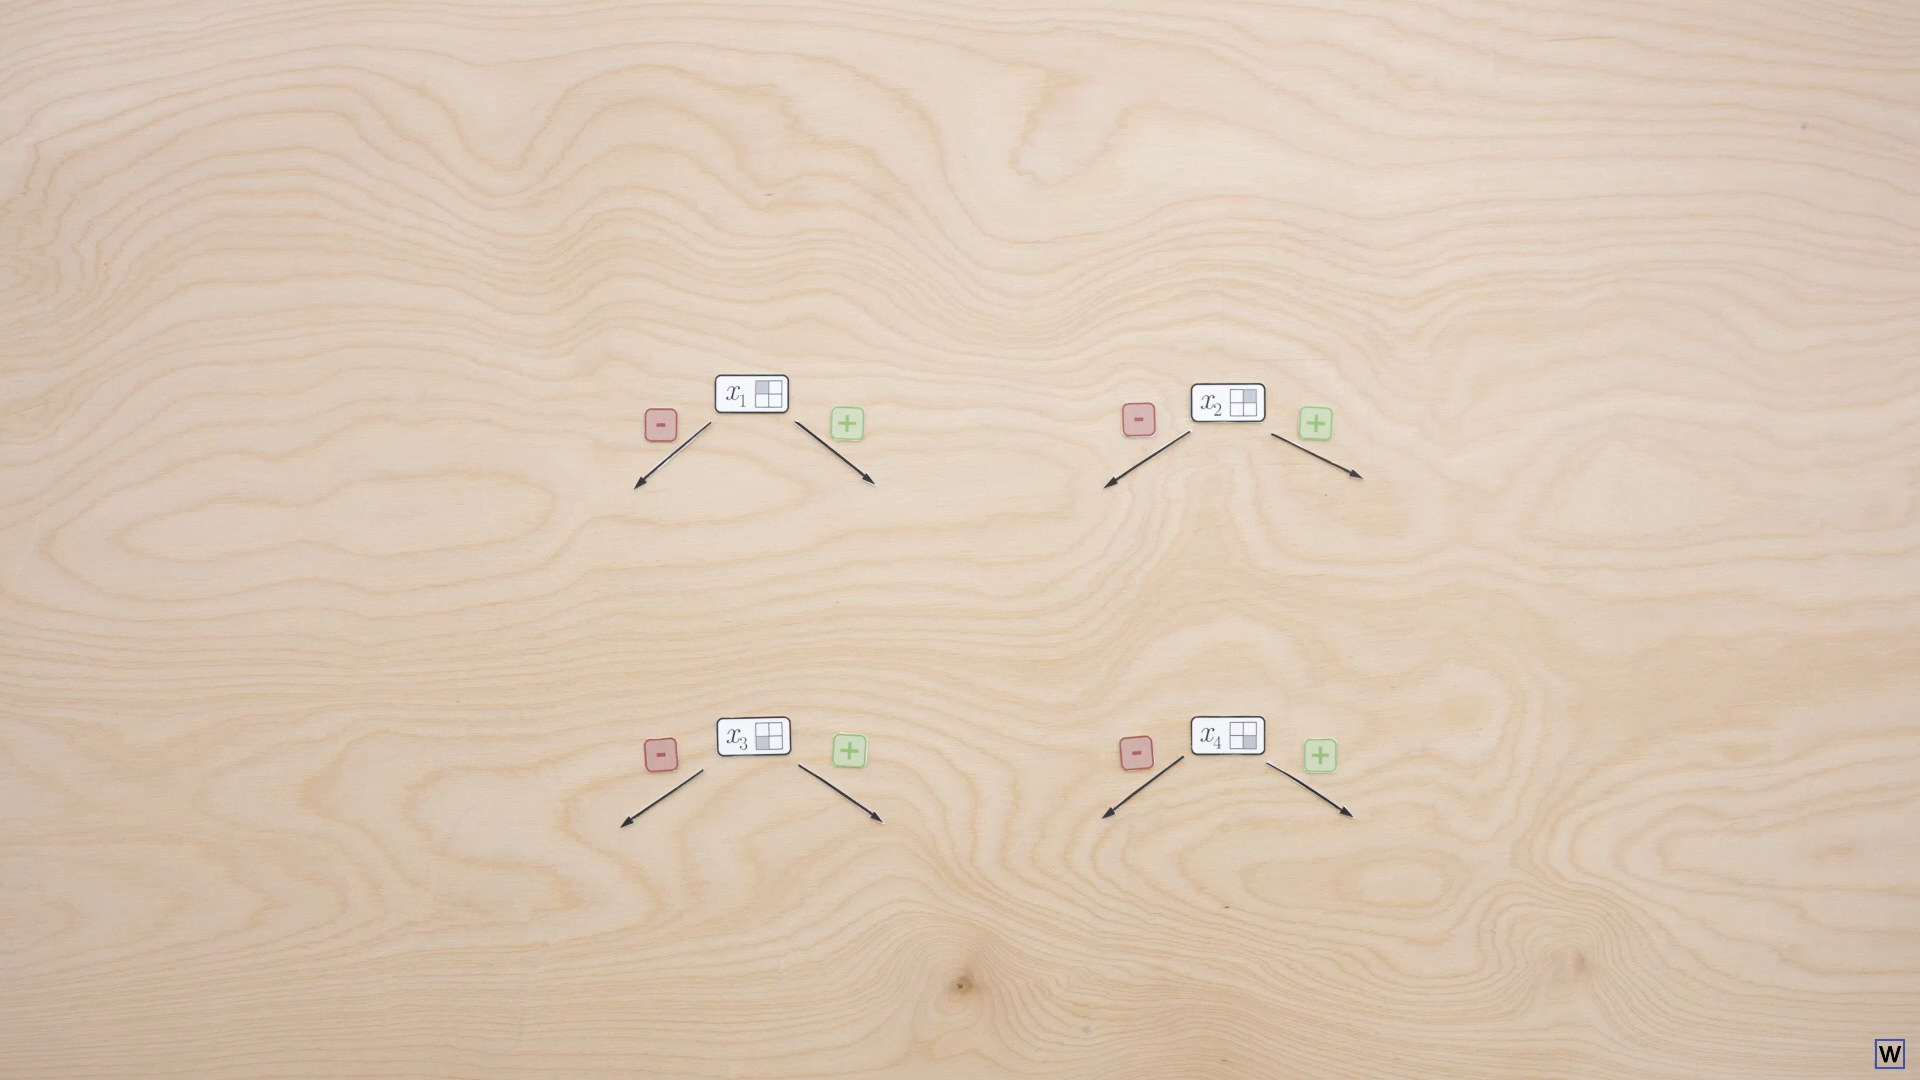 x1
- +
x2
- +
x3
- +
x4
- +
W